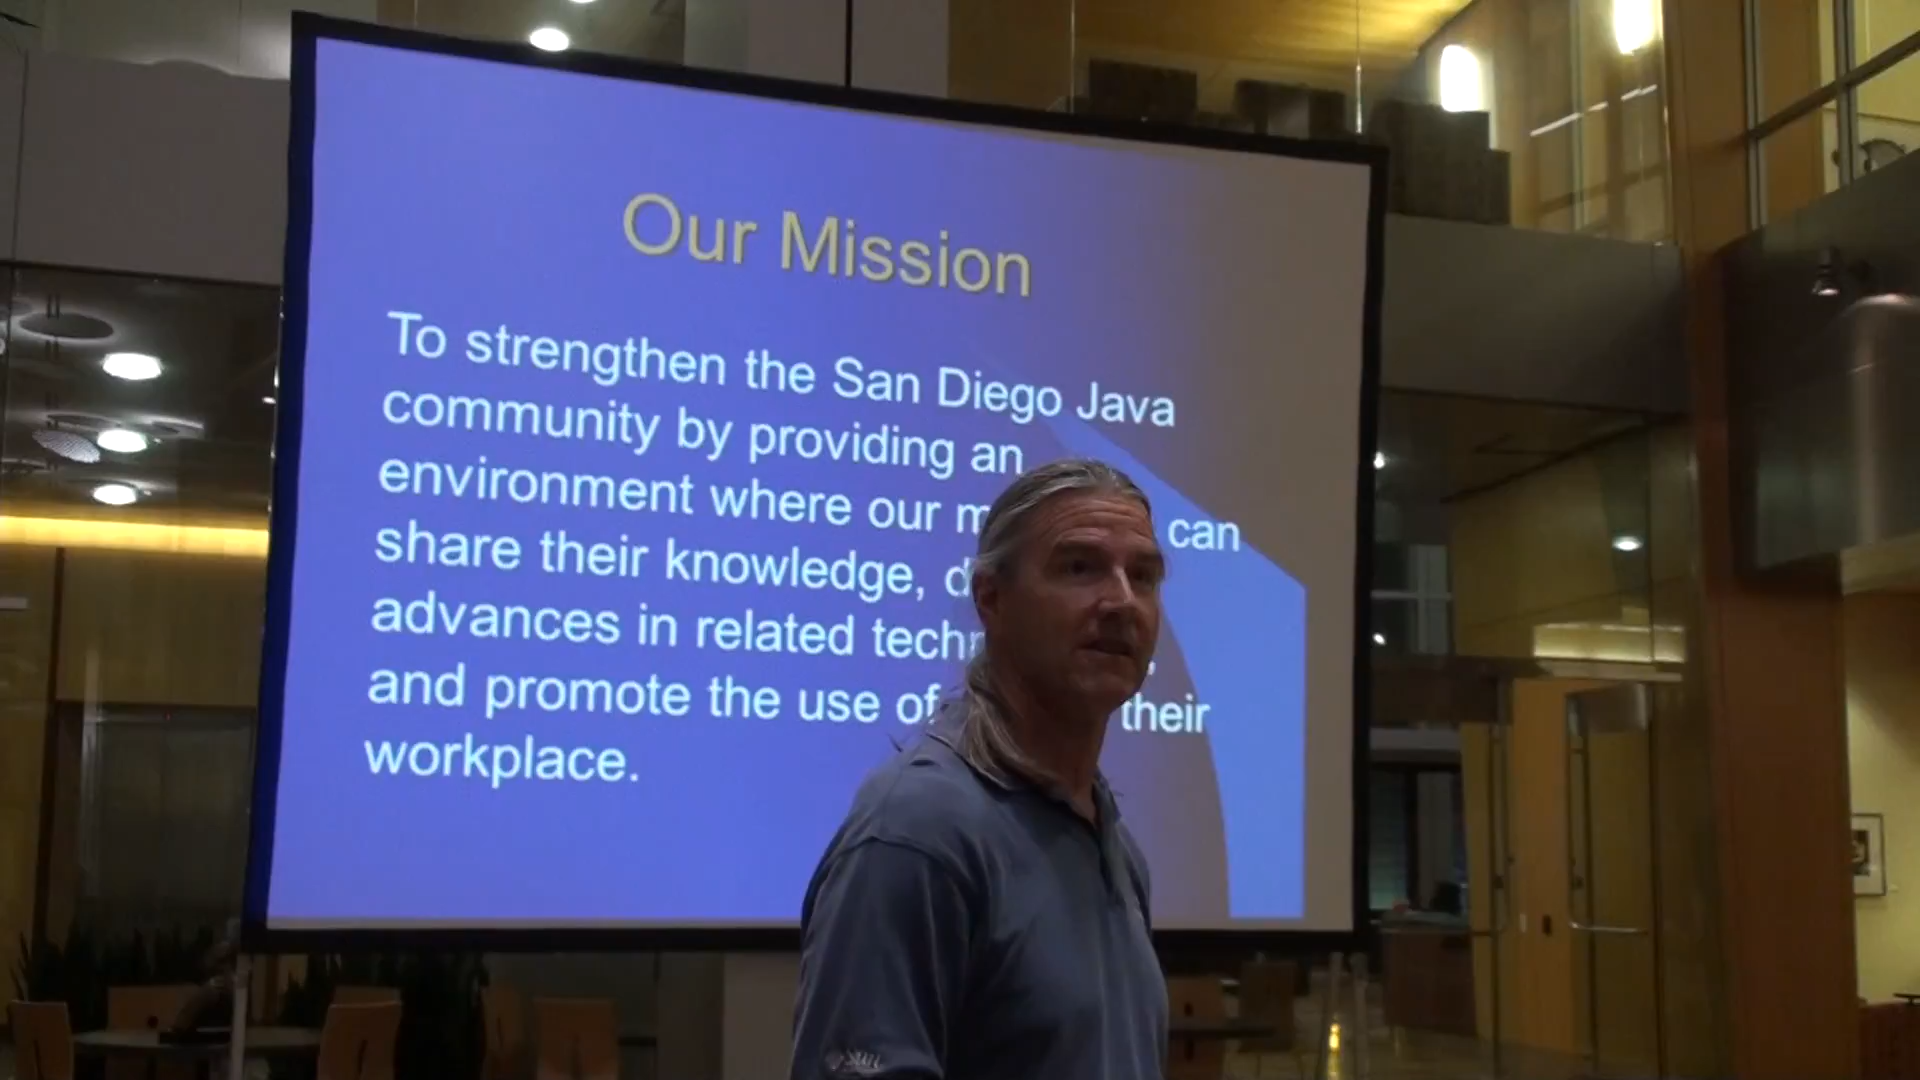 Our Mission
To strengthen the San Diego Java
community by providing an
environment where our can
share their knowledge,
advances in related
and promote the use of their
workplace.
Sun